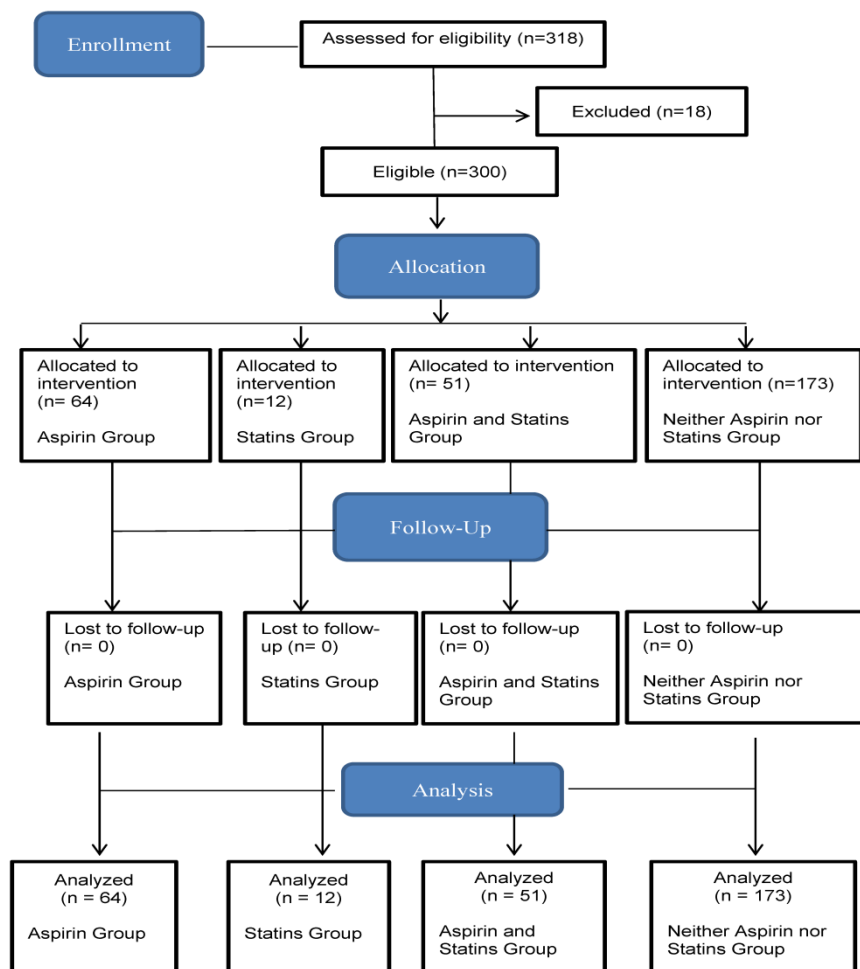 Enrollment
Assessed for eligibility (n=318)
Excluded (n=18)
Eligible (n=300)
Allocation
Allocated to
intervention
(n= 64)
Aspirin Group
Allocated to
intervention
(n=12)
Statins Group
Allocated to intervention
(n= 51)
Aspirin and Statins
Group
Allocated to
intervention (n=173)
Neither Aspirin nor
Statins Group
Follow-Up
Lost to follow-up
(n= 0)
Aspirin Group
Lost to follow-
up (n= 0)
Statins Group
Lost to follow-up
(n= 0)
Aspirin and Statins
Group
Lost to follow-up
(n= 0)
Neither Aspirin nor
Statins Group
Analysis
Analyzed
(n = 64)
Aspirin Group
Analyzed
(n = 12)
Statins Group
Analyzed
(n = 51)
Aspirin and
Statins Group
Analyzed
(n = 173)
Neither Aspirin nor
Statins Group